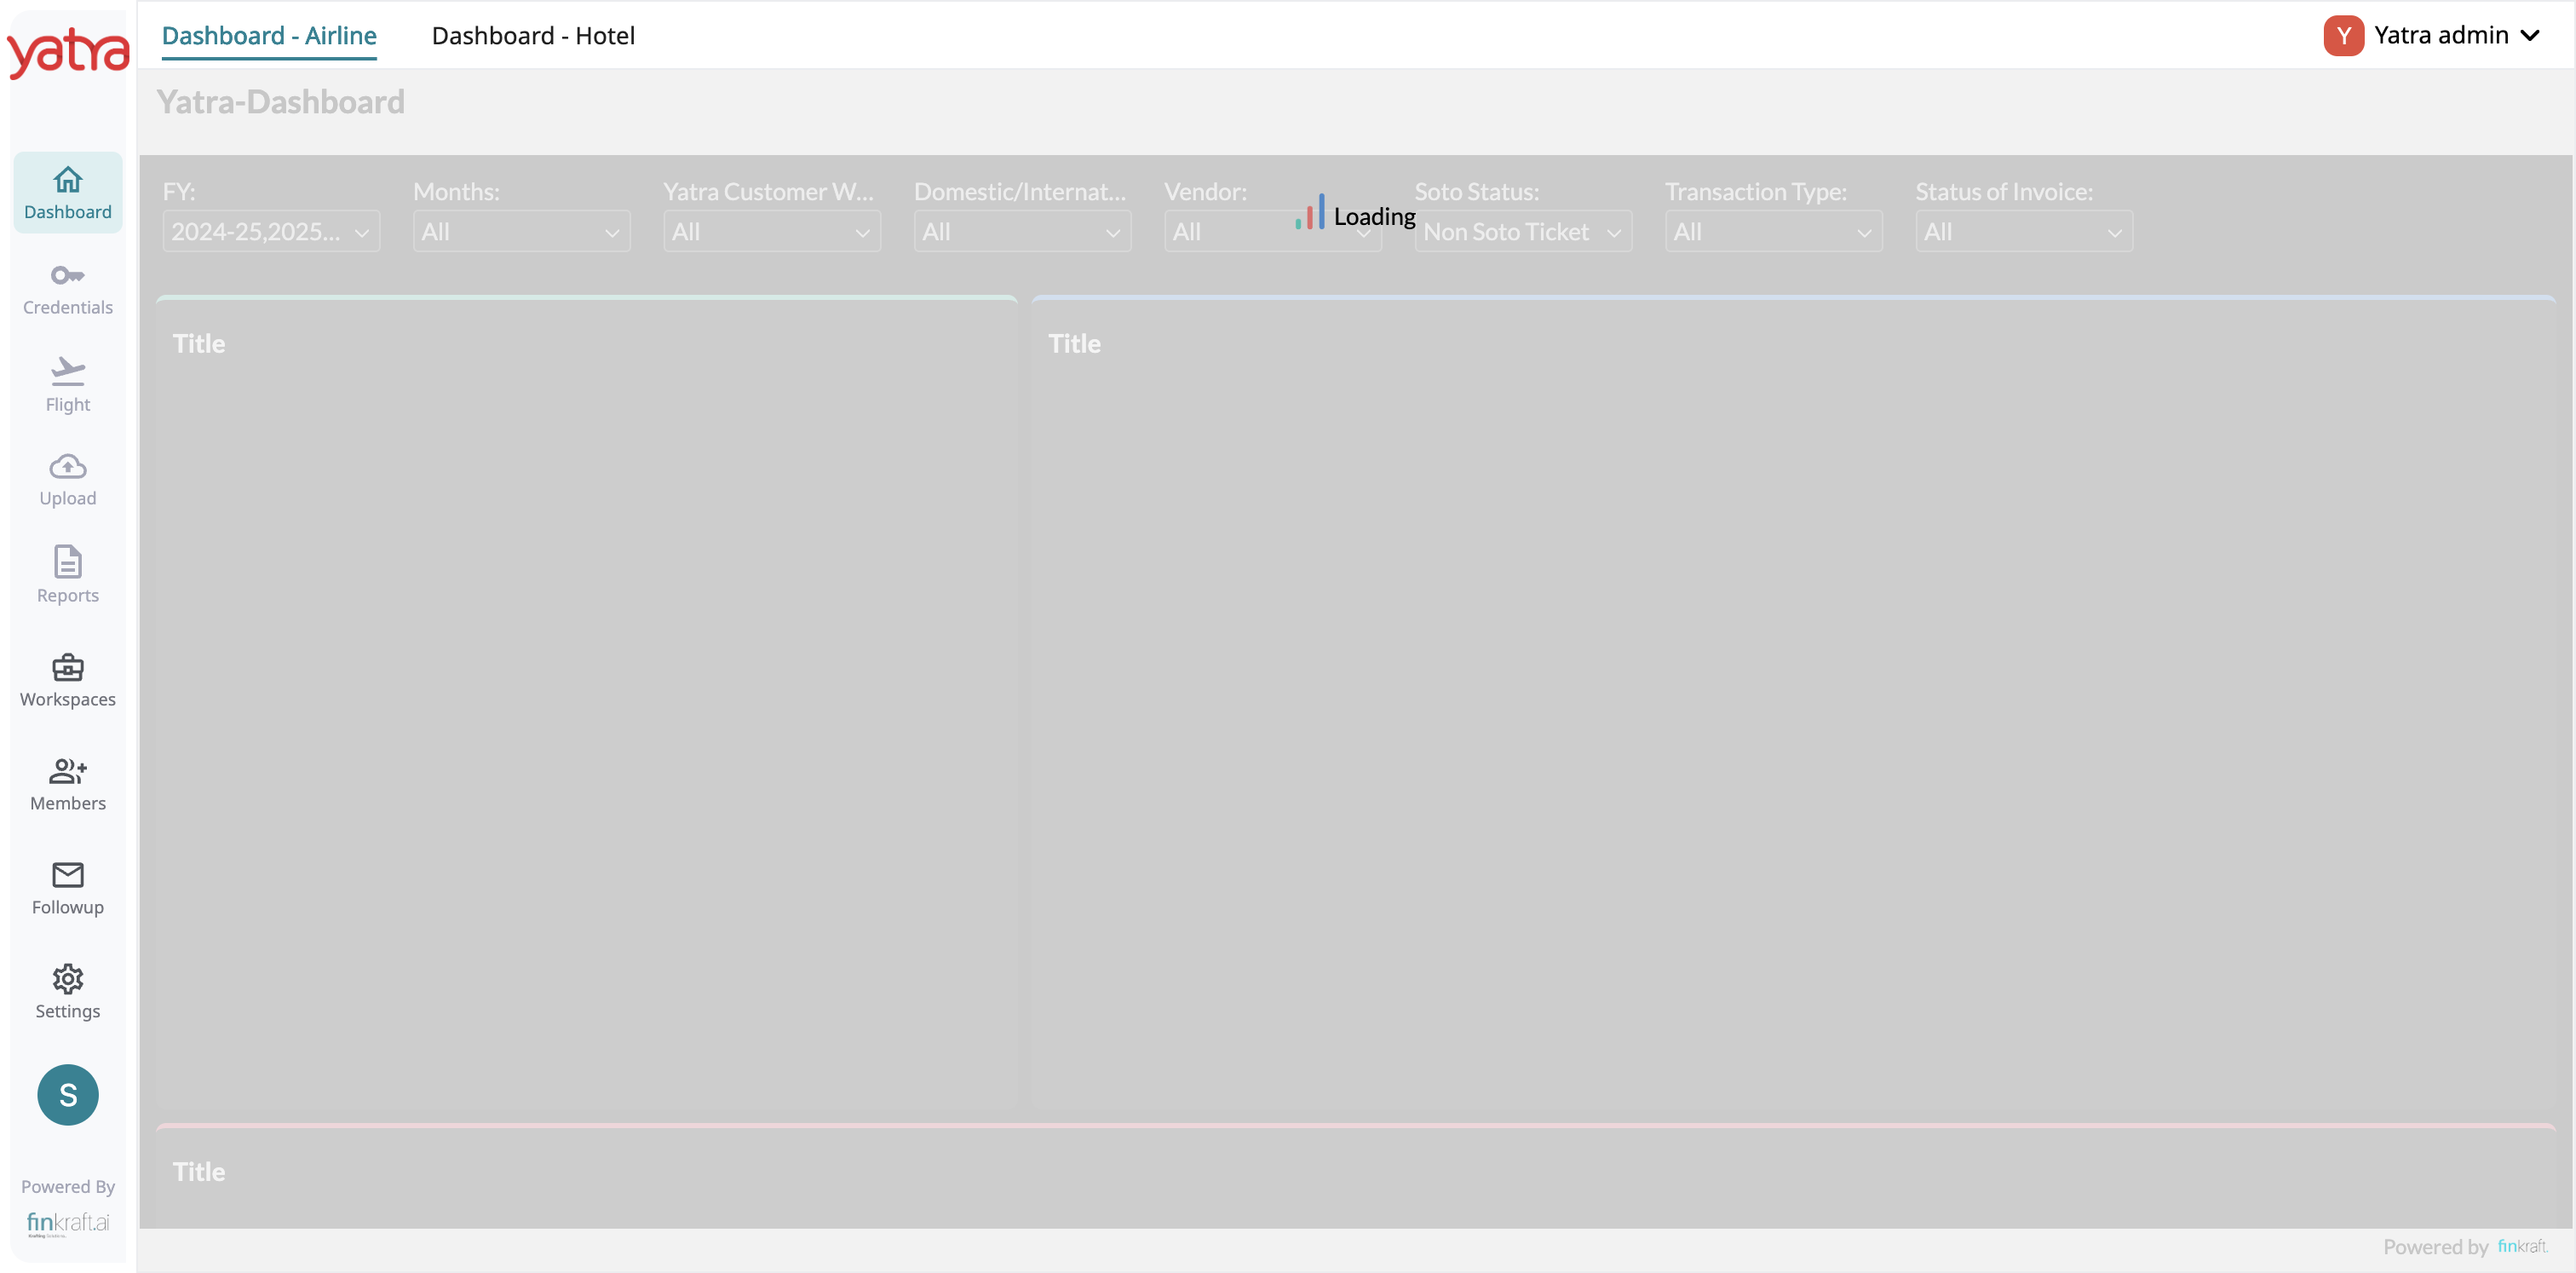 yatra
Dashboard - Airline
Dashboard - Hotel
Y
Yatra admin
Yatra-Dashboard
Dashboard
Credentials
Flight
Upload
Reports
Workspaces
Members
Followup
Settings
S
Powered By
finkraft.ai
FY:
2024-25,2025...
Months:
All
Yatra Customer W...
All
Domestic/Internat...
All
Vendor:
All
Loading
Soto Status:
Non Soto Ticket
Transaction Type:
All
Status of Invoice:
All
Title
Title
Title
Powered by finkraft.